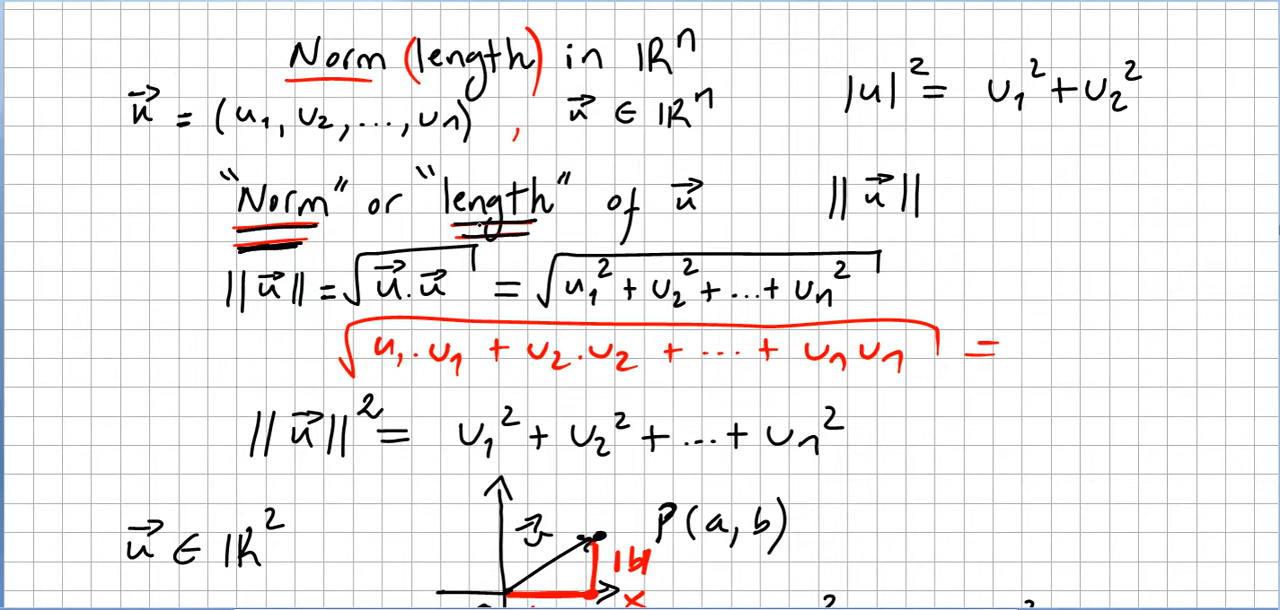 Norm (length) in ℝⁿ
u⃗ = (u₁, u₂, ..., uₙ), u⃗ ∈ ℝⁿ
|u|² = u₁² + u₂²
"Norm" or "length" of u⃗ ||u⃗||
||u⃗|| = √(u⃗.u⃗) = √(u₁² + u₂² + ... + uₙ²)
√(u₁.u₁ + u₂.u₂ + ... + uₙuₙ) =
||u⃗||² = u₁² + u₂² + ... + uₙ²
u⃗ ∈ ℝ²
P(a, b)
|b|
x